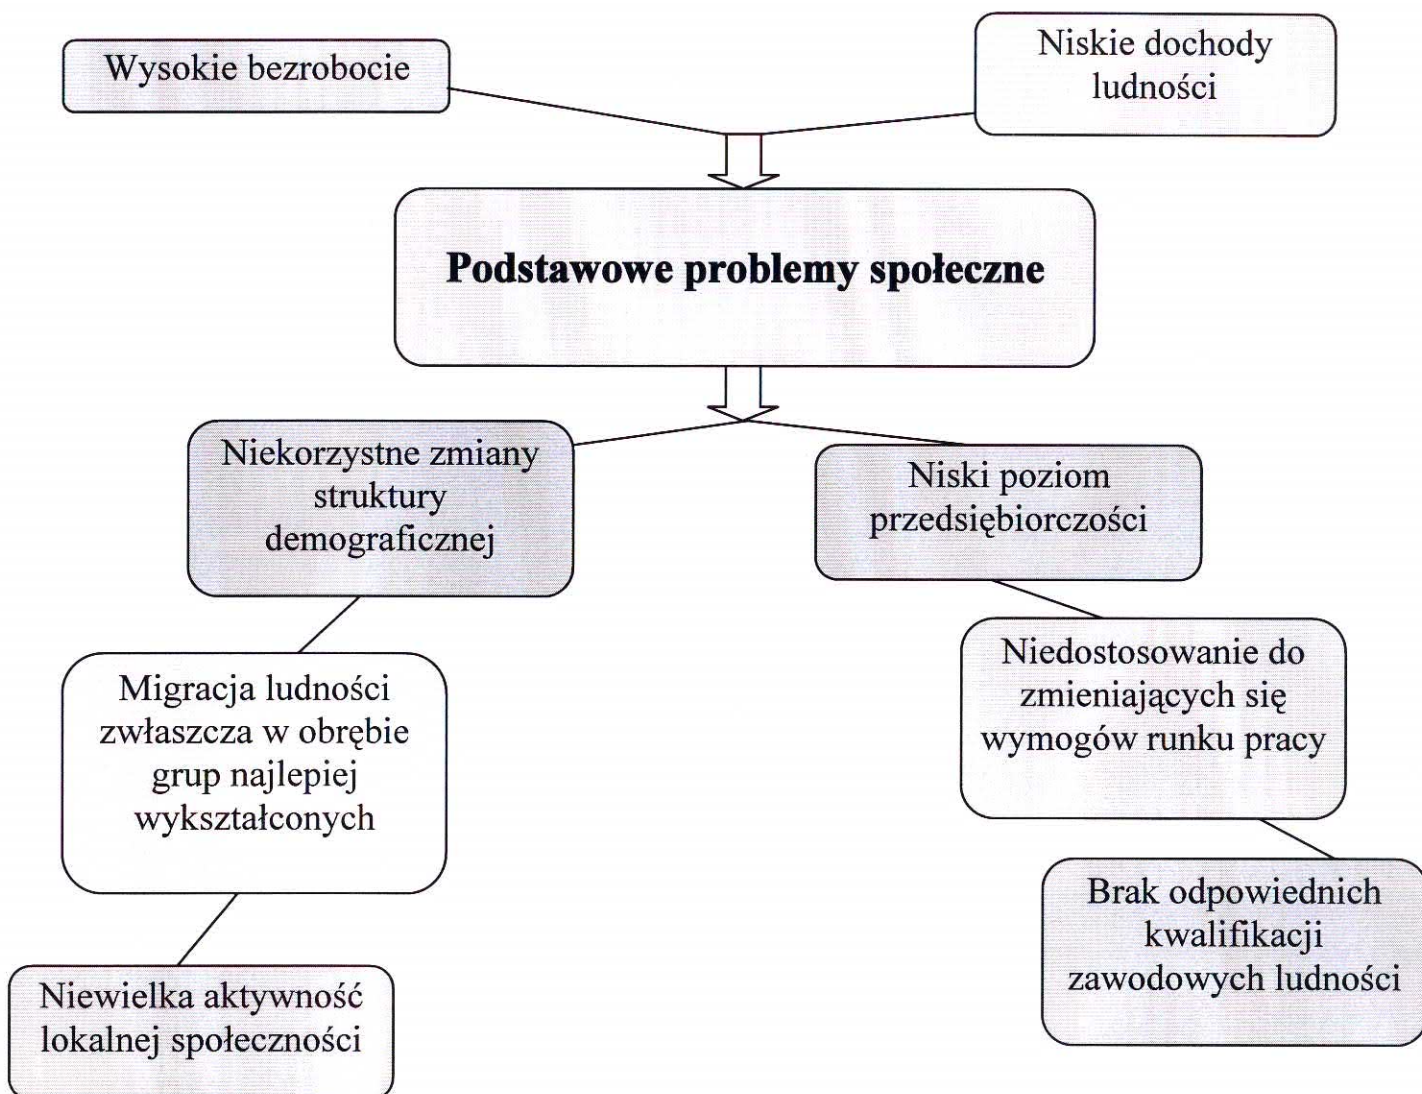 Wysokie bezrobocie
Niskie dochody
ludności
Podstawowe problemy społeczne
Niekorzystne zmiany
struktury
demograficznej
Niski poziom
przedsiębiorczości
Migracja ludności
zwłaszcza w obrębie
grup najlepiej
wykształconych
Niedostosowanie do
zmieniających się
wymogów runku pracy
Brak odpowiednich
kwalifikacji
zawodowych ludności
Niewielka aktywność
lokalnej społeczności